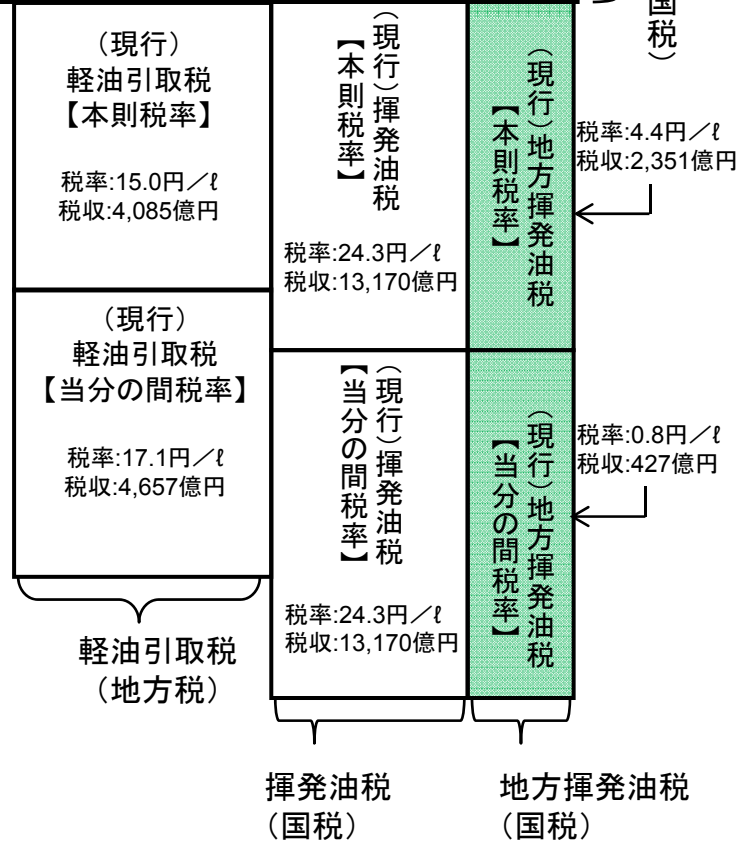 国税）
（現行）
軽油引取税
【本則税率】
税率:15.0円／ℓ
税収:4,085億円
（現行）揮発油税
【本則税率】
税率:24.3円／ℓ
税収:13,170億円
（現行）地方揮発油税
【本則税率】
税率:4.4円／ℓ
税収:2,351億円
（現行）
軽油引取税
【当分の間税率】
税率:17.1円／ℓ
税収:4,657億円
（現行）揮発油税
【当分の間税率】
税率:24.3円／ℓ
税収:13,170億円
（現行）地方揮発油税
【当分の間税率】
税率:0.8円／ℓ
税収:427億円
軽油引取税
（地方税）
揮発油税
（国税）
地方揮発油税
（国税）